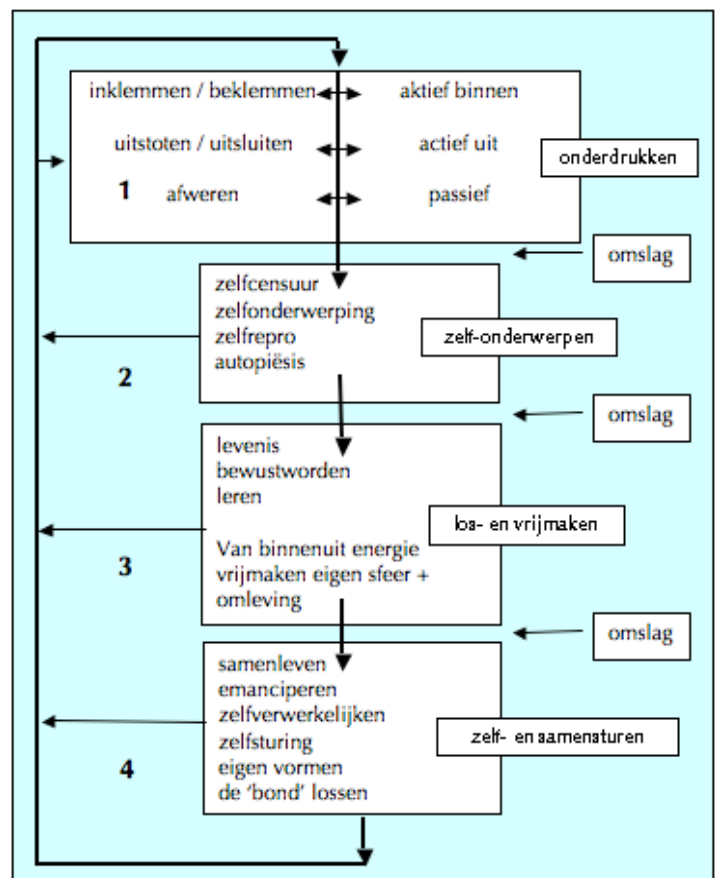 inklemmen / beklemmen aktief binnen
uitstoten / uitsluiten actief uit
onderdrukken
1 afweren passief
omslag
zelfcensuur
zelfonderwerping
zelfrepro
autopiësis
zelf-onderwerpen
2
omslag
levenis
bewustworden
leren
los- en vrijmaken
Van binnenuit energie
vrijmaken eigen sfeer +
omleving
3
omslag
samenleven
emanciperen
zelfverwerkelijken
zelfsturing
eigen vormen
de ‘bond’ lossen
zelf- en samensturen
4